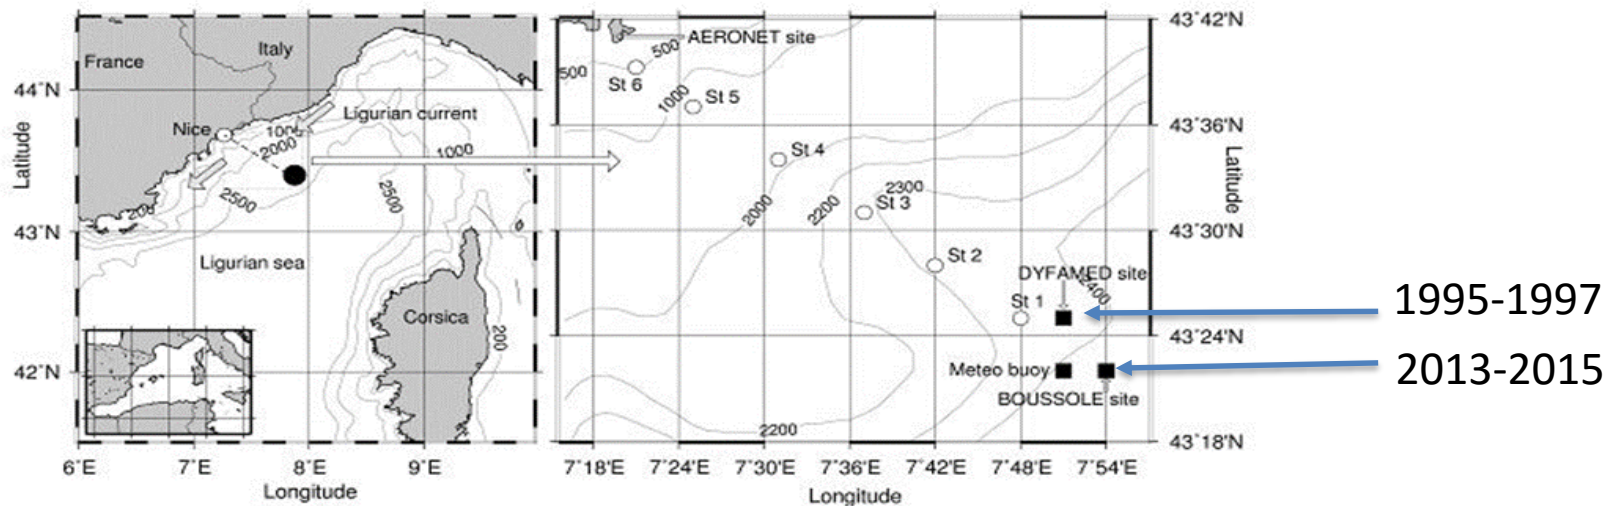 France
Italy
44˚N
Ligurian current
Nice
1000
2000
1000
2500
2500
200
43˚N
Ligurian sea
Corsica
200
42˚N
Latitude
6˚E
7˚E
8˚E
9˚E
Longitude
43˚42'N
AERONET site
500
500
St 6
1000
St 5
43˚36'N
St 4
Latitude
2300
St 3
2000
2200
43˚30'N
St 2
DYFAMED site
2400
St 1
1995-1997
43˚24'N
Meteo buoy
2013-2015
BOUSSOLE site
2200
43˚18'N
7˚18'E
7˚24'E
7˚30'E
7˚36'E
7˚42'E
7˚48'E
7˚54'E
Longitude